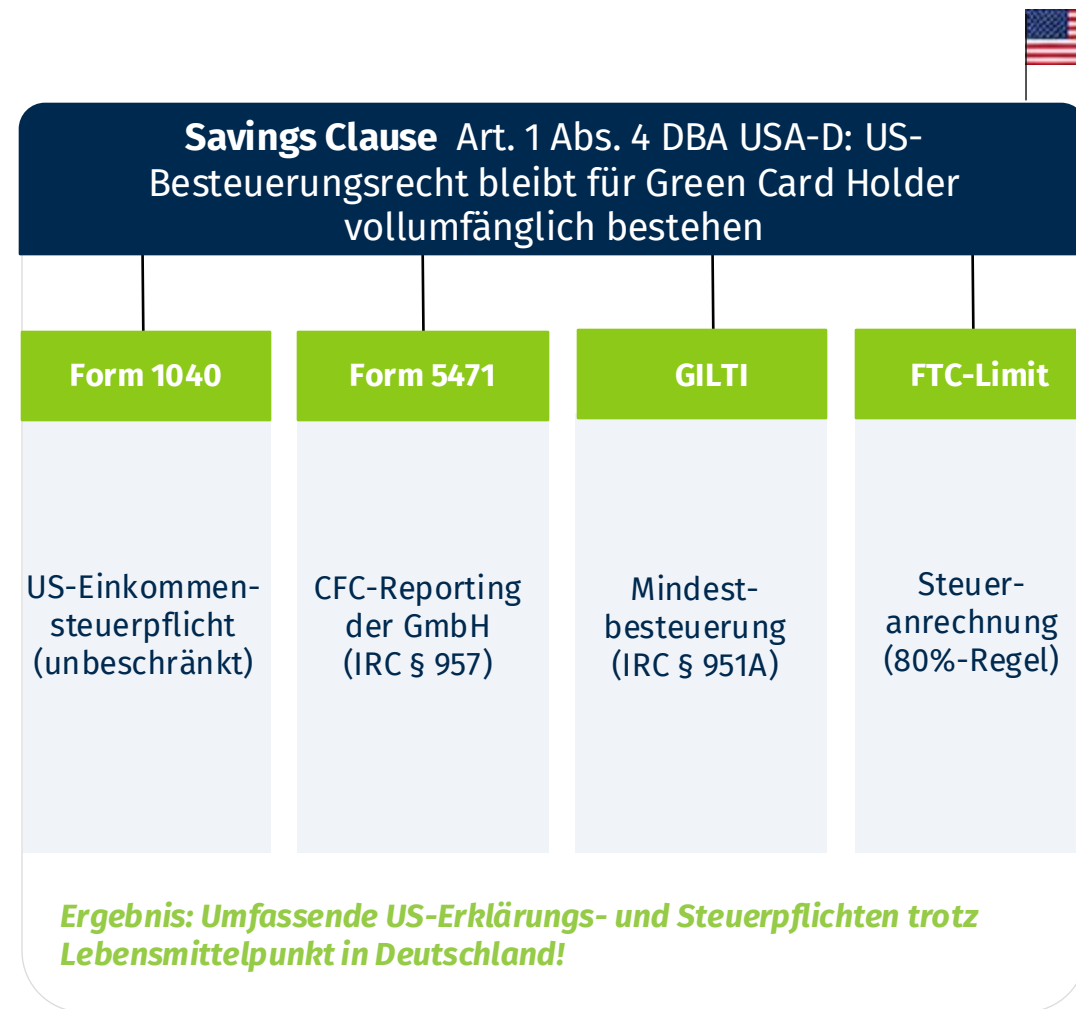 Savings Clause Art. 1 Abs. 4 DBA USA-D: US-
Besteuerungsrecht bleibt für Green Card Holder
vollumfänglich bestehen
Form 1040
US-Einkommen-
steuerpflicht
(unbeschränkt)
Form 5471
CFC-Reporting
der GmbH
(IRC § 957)
GILTI
Mindest-
besteuerung
(IRC § 951A)
FTC-Limit
Steuer-
anrechnung
(80%-Regel)
Ergebnis: Umfassende US-Erklärungs- und Steuerpflichten trotz
Lebensmittelpunkt in Deutschland!